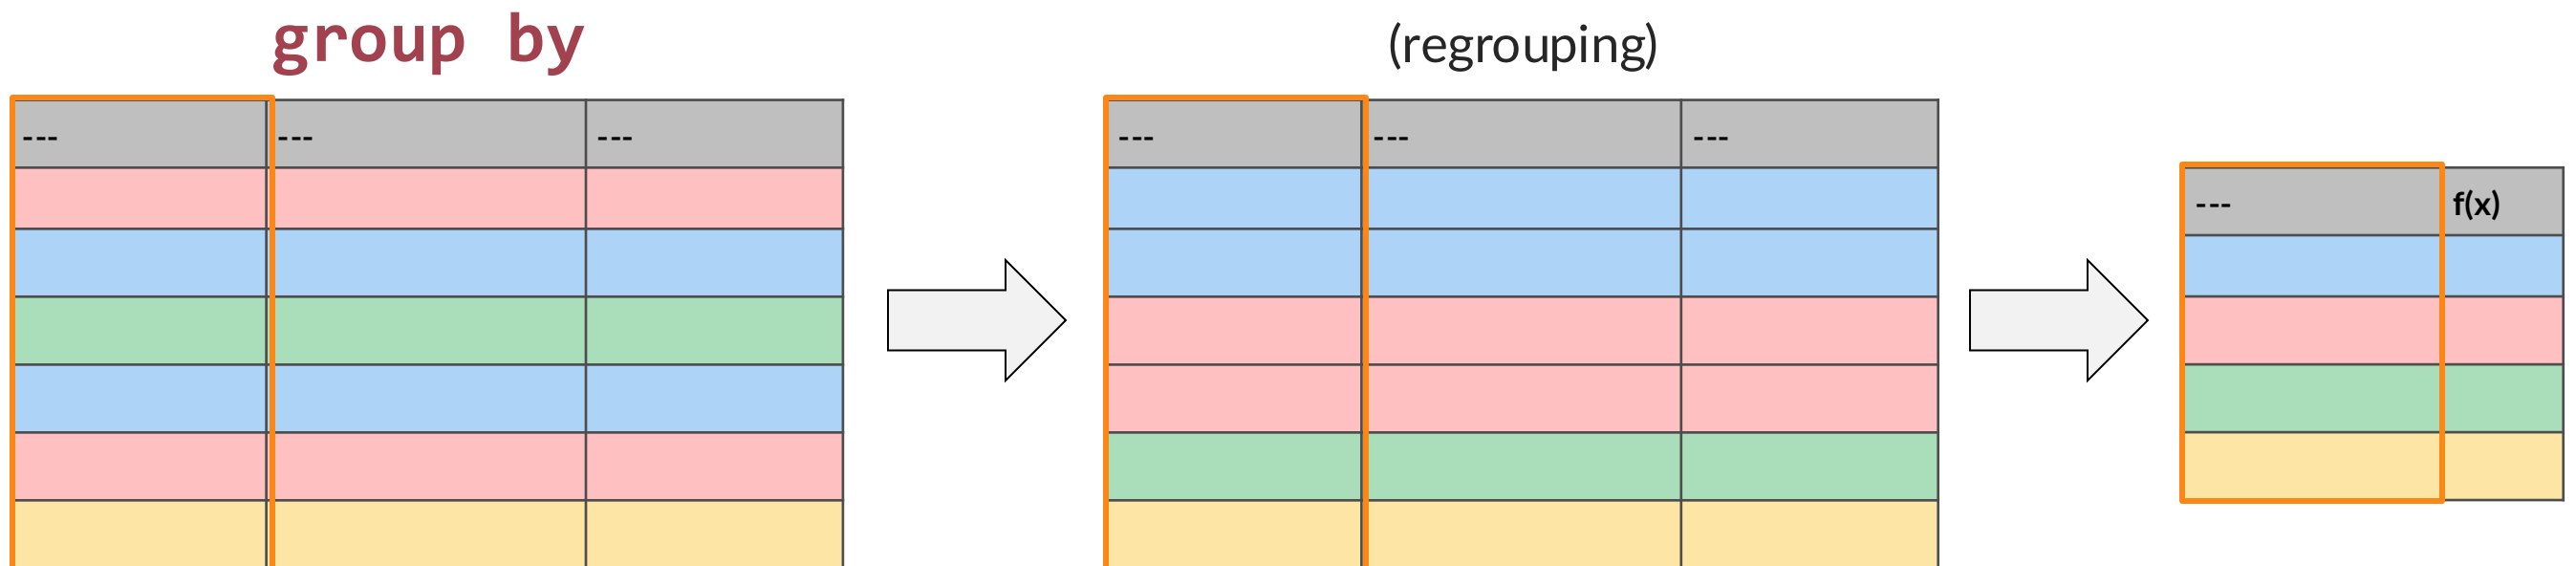 group by
(regrouping)
--- --- ---
--- --- ---
--- f(x)